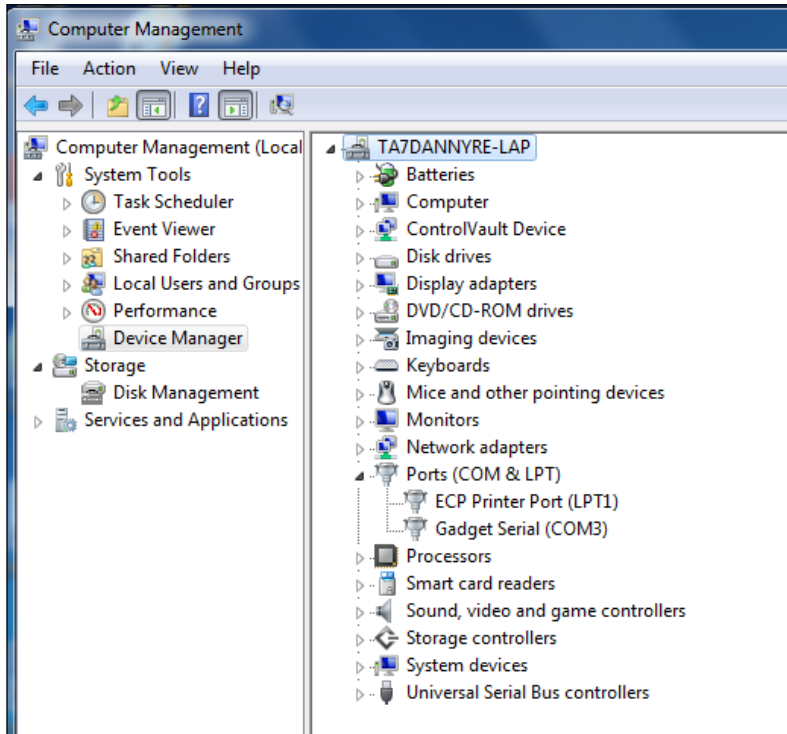 Computer Management
File Action View Help
Computer Management (Local
System Tools
Task Scheduler
Event Viewer
Shared Folders
Local Users and Groups
Performance
Device Manager
Storage
Disk Management
Services and Applications
TA7DANNYRE-LAP
Batteries
Computer
ControlVault Device
Disk drives
Display adapters
DVD/CD-ROM drives
Imaging devices
Keyboards
Mice and other pointing devices
Monitors
Network adapters
Ports (COM & LPT)
ECP Printer Port (LPT1)
Gadget Serial (COM3)
Processors
Smart card readers
Sound, video and game controllers
Storage controllers
System devices
Universal Serial Bus controllers